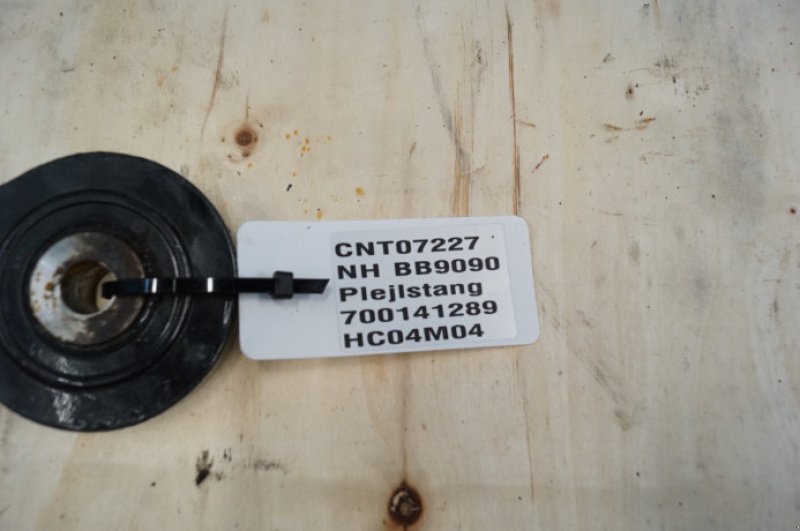 CNT07227
NH BB9090
Plejlstang
700141289
HC04M04